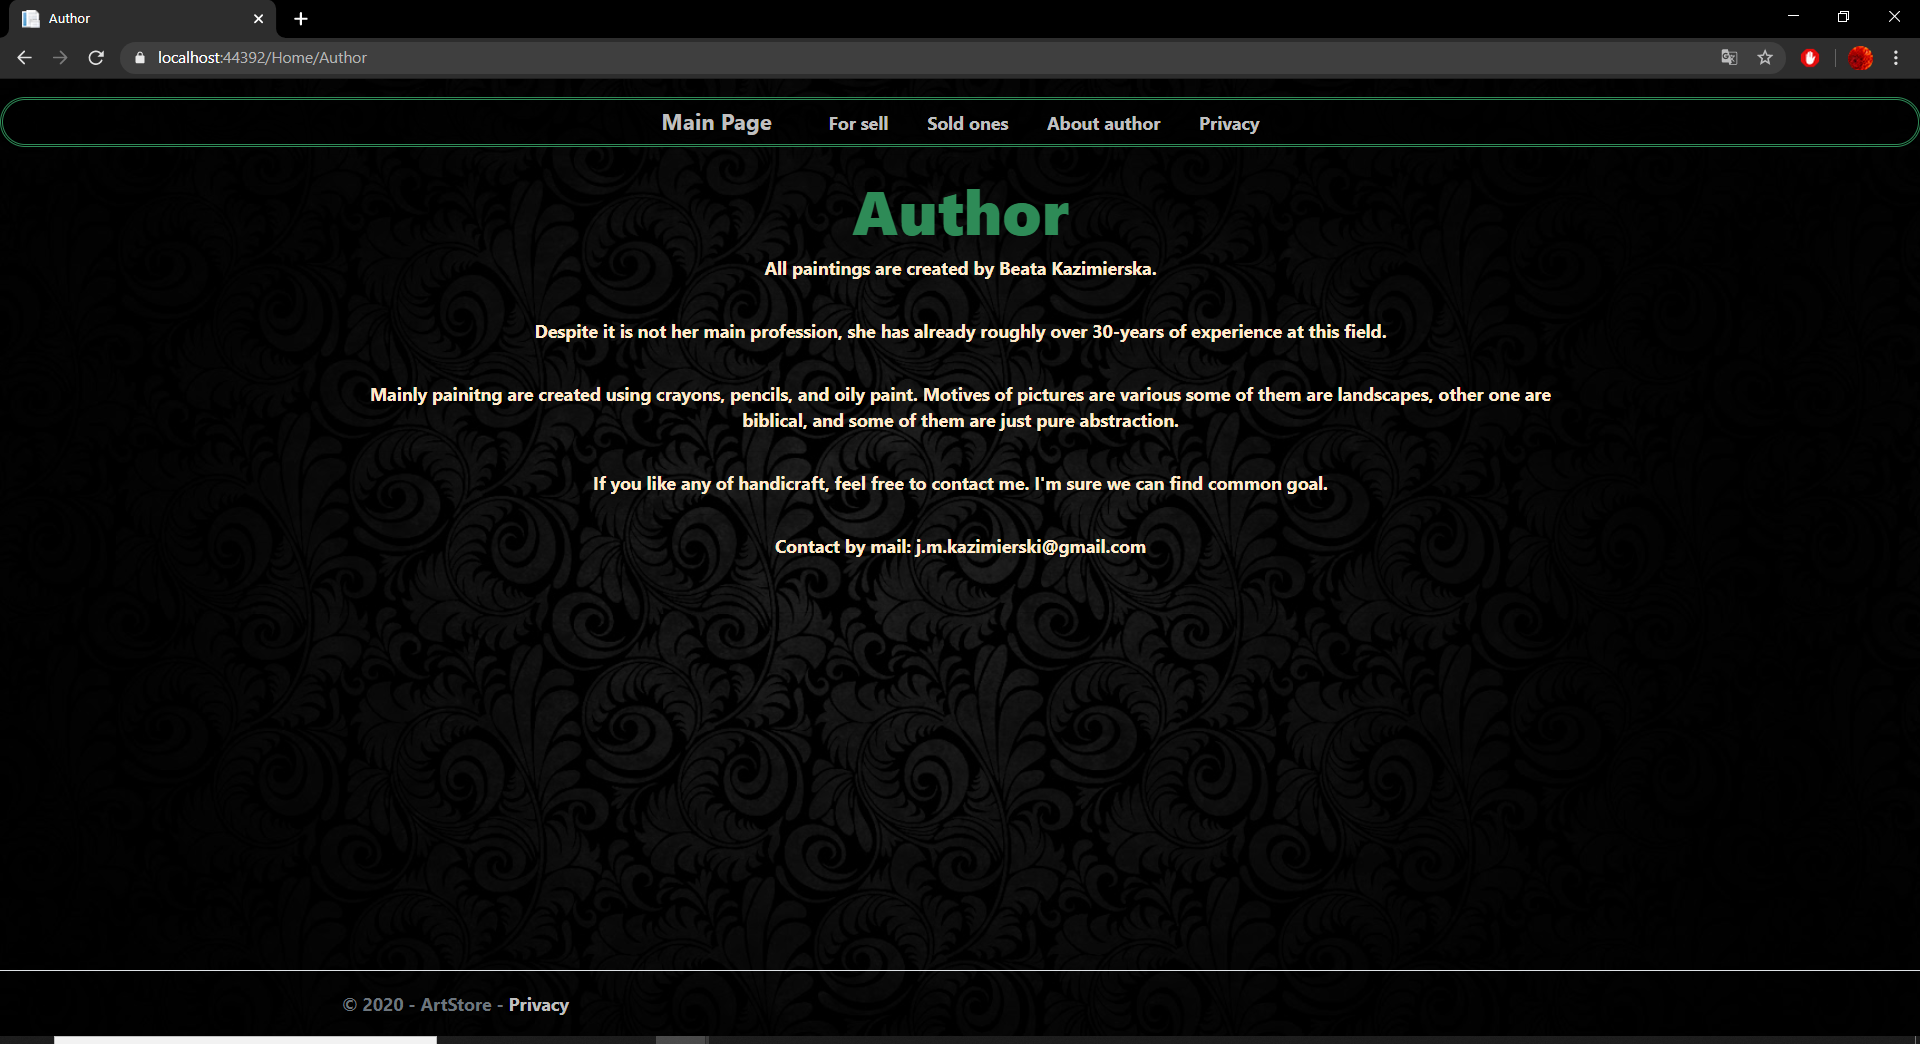 Author
localhost:44392/Home/Author
Main Page For sell Sold ones About author Privacy
Author
All paintings are created by Beata Kazimierska.
Despite it is not her main profession, she has already roughly over 30-years of experience at this field.
Mainly painitng are created using crayons, pencils, and oily paint. Motives of pictures are various some of them are landscapes, other one are
biblical, and some of them are just pure abstraction.
If you like any of handicraft, feel free to contact me. I'm sure we can find common goal.
Contact by mail: j.m.kazimierski@gmail.com
© 2020 - ArtStore - Privacy